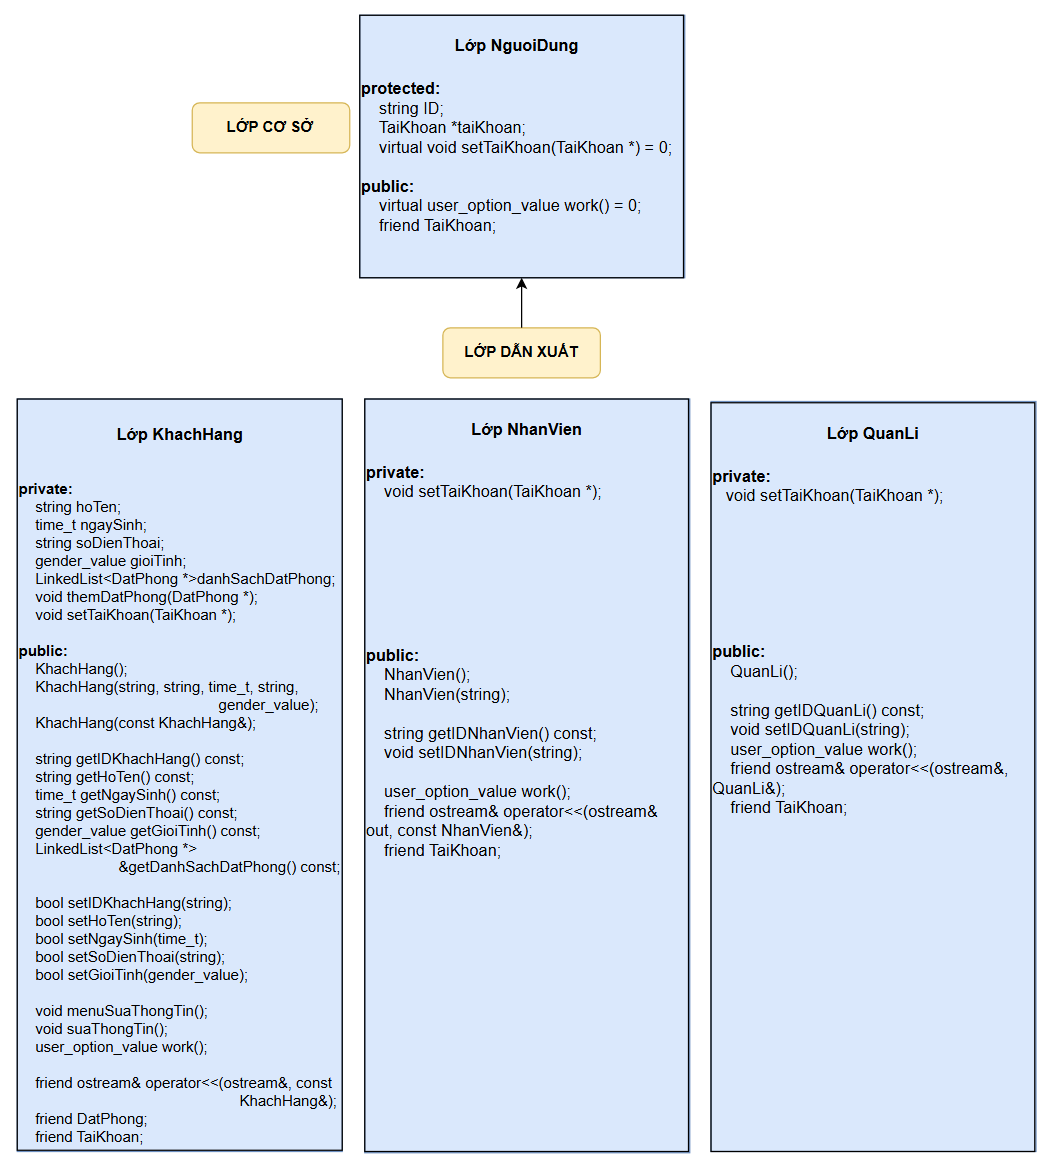 Lớp NguoiDung
protected:
string ID;
TaiKhoan *taiKhoan;
virtual void setTaiKhoan(TaiKhoan *) = 0;
public:
virtual user_option_value work() = 0;
friend TaiKhoan;
LỚP CƠ SỞ
LỚP DẪN XUẤT
Lớp KhachHang
private:
string hoTen;
time_t ngaySinh;
string soDienThoai;
gender_value gioiTinh;
LinkedList<DatPhong *>danhSachDatPhong;
void themDatPhong(DatPhong *);
void setTaiKhoan(TaiKhoan *);
public:
KhachHang();
KhachHang(string, string, time_t, string,
gender_value);
KhachHang(const KhachHang&);
string getIDKhachHang() const;
string getHoTen() const;
time_t getNgaySinh() const;
string getSoDienThoai() const;
gender_value getGioiTinh() const;
LinkedList<DatPhong *>
&getDanhSachDatPhong() const;
bool setIDKhachHang(string);
bool setHoTen(string);
bool setNgaySinh(time_t);
bool setSoDienThoai(string);
bool setGioiTinh(gender_value);
void menuSuaThongTin();
void suaThongTin();
user_option_value work();
friend ostream& operator<<(ostream&, const
KhachHang&);
friend DatPhong;
friend TaiKhoan;
Lớp NhanVien
private:
void setTaiKhoan(TaiKhoan *);
public:
NhanVien();
NhanVien(string);
string getIDNhanVien() const;
void setIDNhanVien(string);
user_option_value work();
friend ostream& operator<<(ostream&
out, const NhanVien&);
friend TaiKhoan;
Lớp QuanLi
private:
void setTaiKhoan(TaiKhoan *);
public:
QuanLi();
string getIDQuanLi() const;
void setIDQuanLi(string);
user_option_value work();
friend ostream& operator<<(ostream&,
QuanLi&);
friend TaiKhoan;